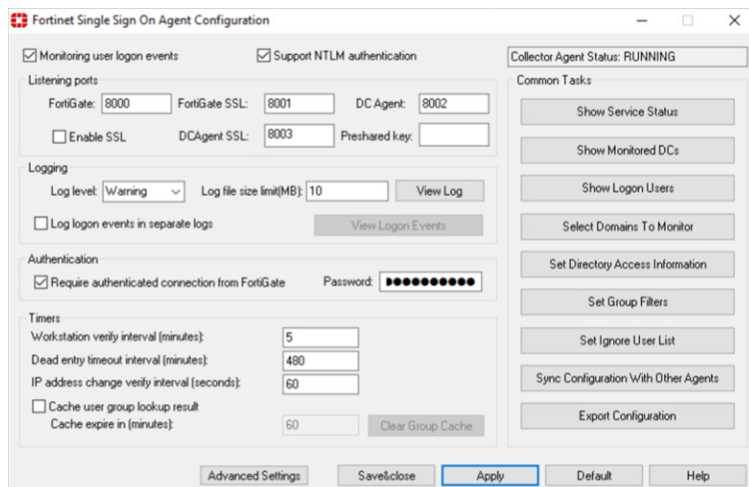 Fortinet Single Sign On Agent Configuration
Monitoring user logon events
Support NTLM authentication
Collector Agent Status: RUNNING
Listening ports
FortiGate: 8000 FortiGate SSL: 8001 DC Agent: 8002
Enable SSL DCAgent SSL: 8003 Preshared key:
Logging
Log level: Warning Log file size limit(MB): 10 View Log
Log logon events in separate logs View Logon Events
Authentication
Require authenticated connection from FortiGate Password:
Timers
Workstation verify interval (minutes): 5
Dead entry timeout interval (minutes): 480
IP address change verify interval (seconds): 60
Cache user group lookup result
Cache expire in (minutes): 60 Clear Group Cache
Common Tasks
Show Service Status
Show Monitored DCs
Show Logon Users
Select Domains To Monitor
Set Directory Access Information
Set Group Filters
Set Ignore User List
Sync Configuration With Other Agents
Export Configuration
Advanced Settings Save&close Apply Default Help